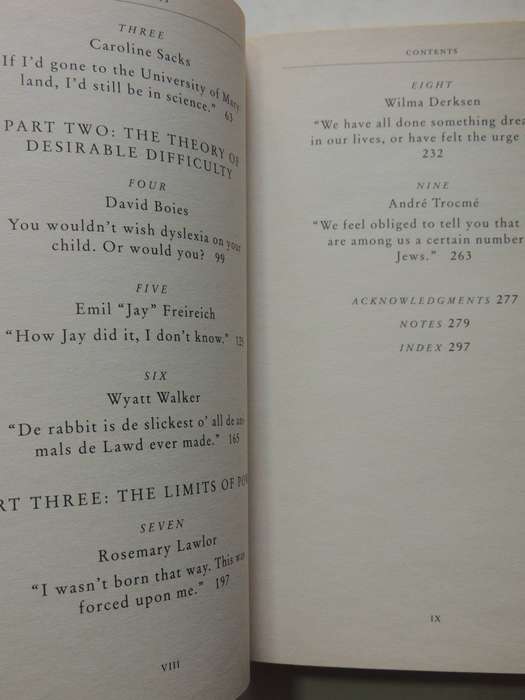 THREE
Caroline Sacks
If I'd gone to the University of Mary-
land, I'd still be in science." 63
PART TWO: THE THEORY OF
DESIRABLE DIFFICULTY
FOUR
David Boies
You wouldn't wish dyslexia on your
child. Or would you? 99
FIVE
Emil "Jay" Freireich
"How Jay did it, I don't know." 125
SIX
Wyatt Walker
"De rabbit is de slickest o' all de ani-
mals de Lawd ever made." 165
RT THREE: THE LIMITS OF
SEVEN
Rosemary Lawlor
"I wasn't born that way. This was
forced upon me." 197
VIII
CONTENTS
EIGHT
Wilma Derksen
"We have all done something
in our lives, or have felt the urge
232
NINE
André Trocmé
"We feel obliged to tell you that
are among us a certain number
Jews." 263
ACKNOWLEDGMENTS 277
NOTES 279
INDEX 297
IX